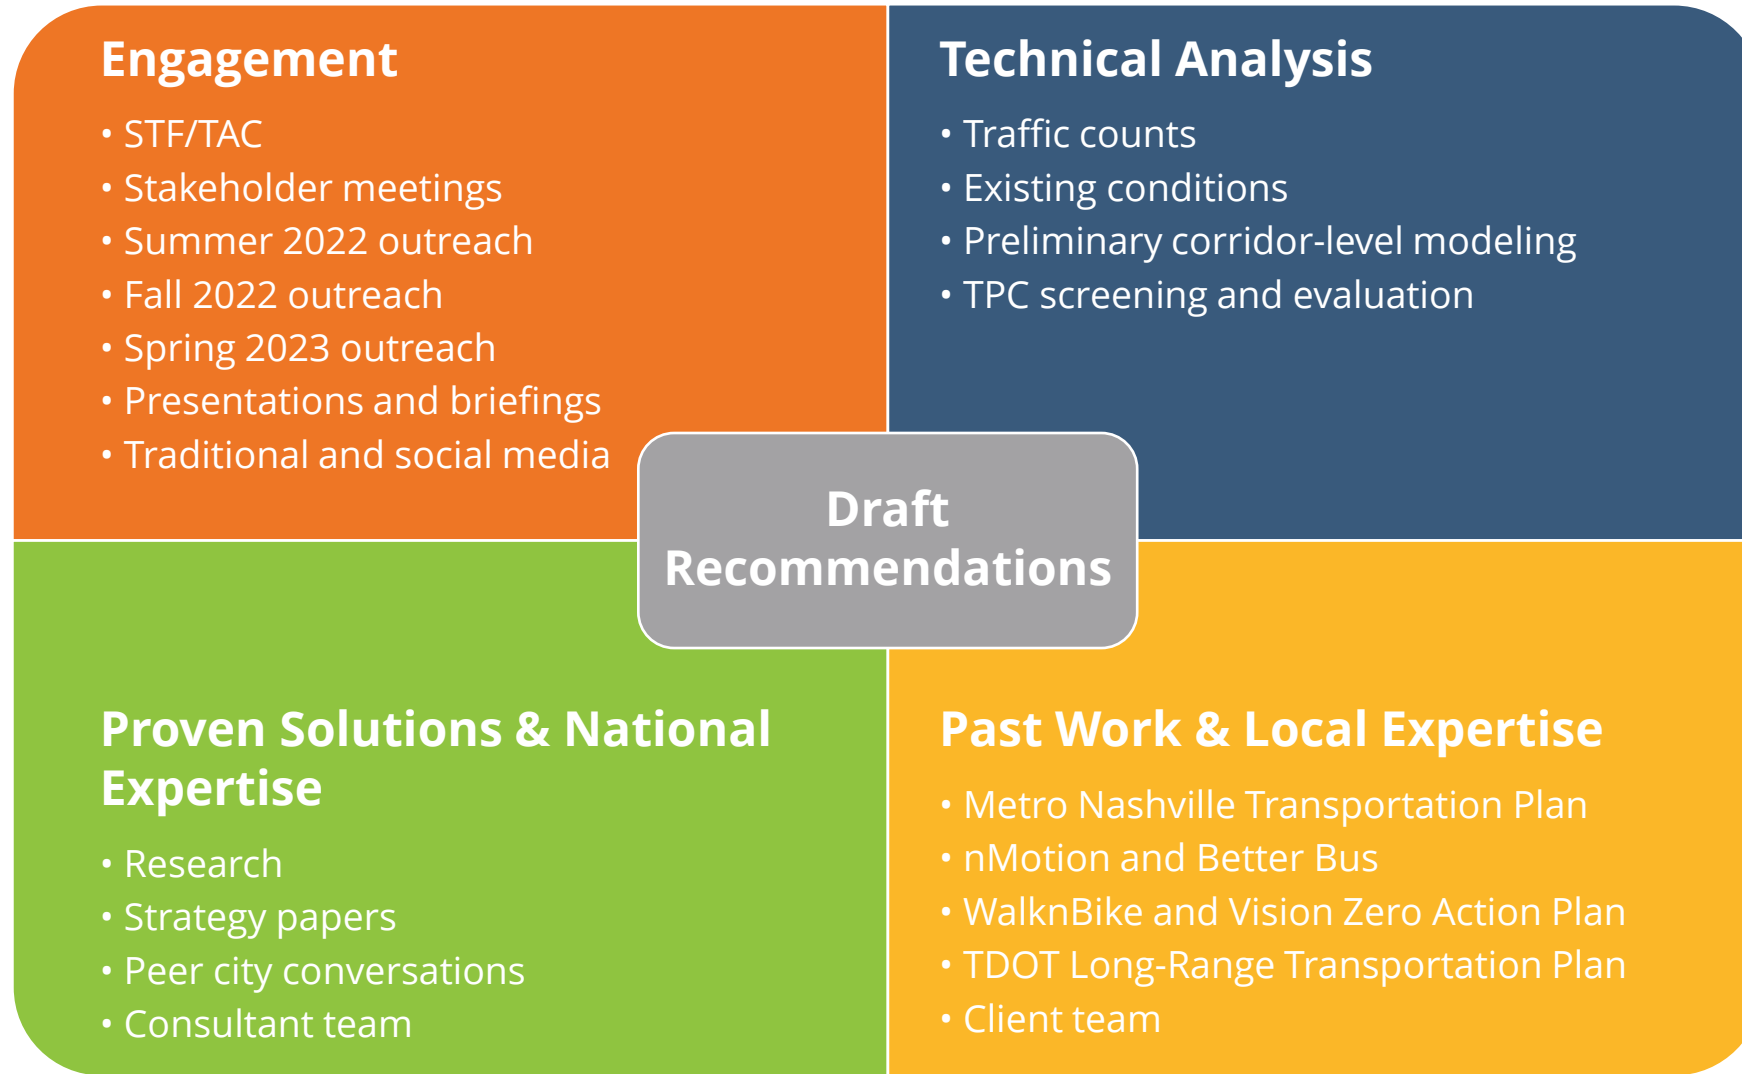 Engagement
• STF/TAC
• Stakeholder meetings
• Summer 2022 outreach
• Fall 2022 outreach
• Spring 2023 outreach
• Presentations and briefings
• Traditional and social media
Technical Analysis
• Traffic counts
• Existing conditions
• Preliminary corridor-level modeling
• TPC screening and evaluation
Draft
Recommendations
Proven Solutions & National
Expertise
• Research
• Strategy papers
• Peer city conversations
• Consultant team
Past Work & Local Expertise
• Metro Nashville Transportation Plan
• nMotion and Better Bus
• WalknBike and Vision Zero Action Plan
• TDOT Long-Range Transportation Plan
• Client team